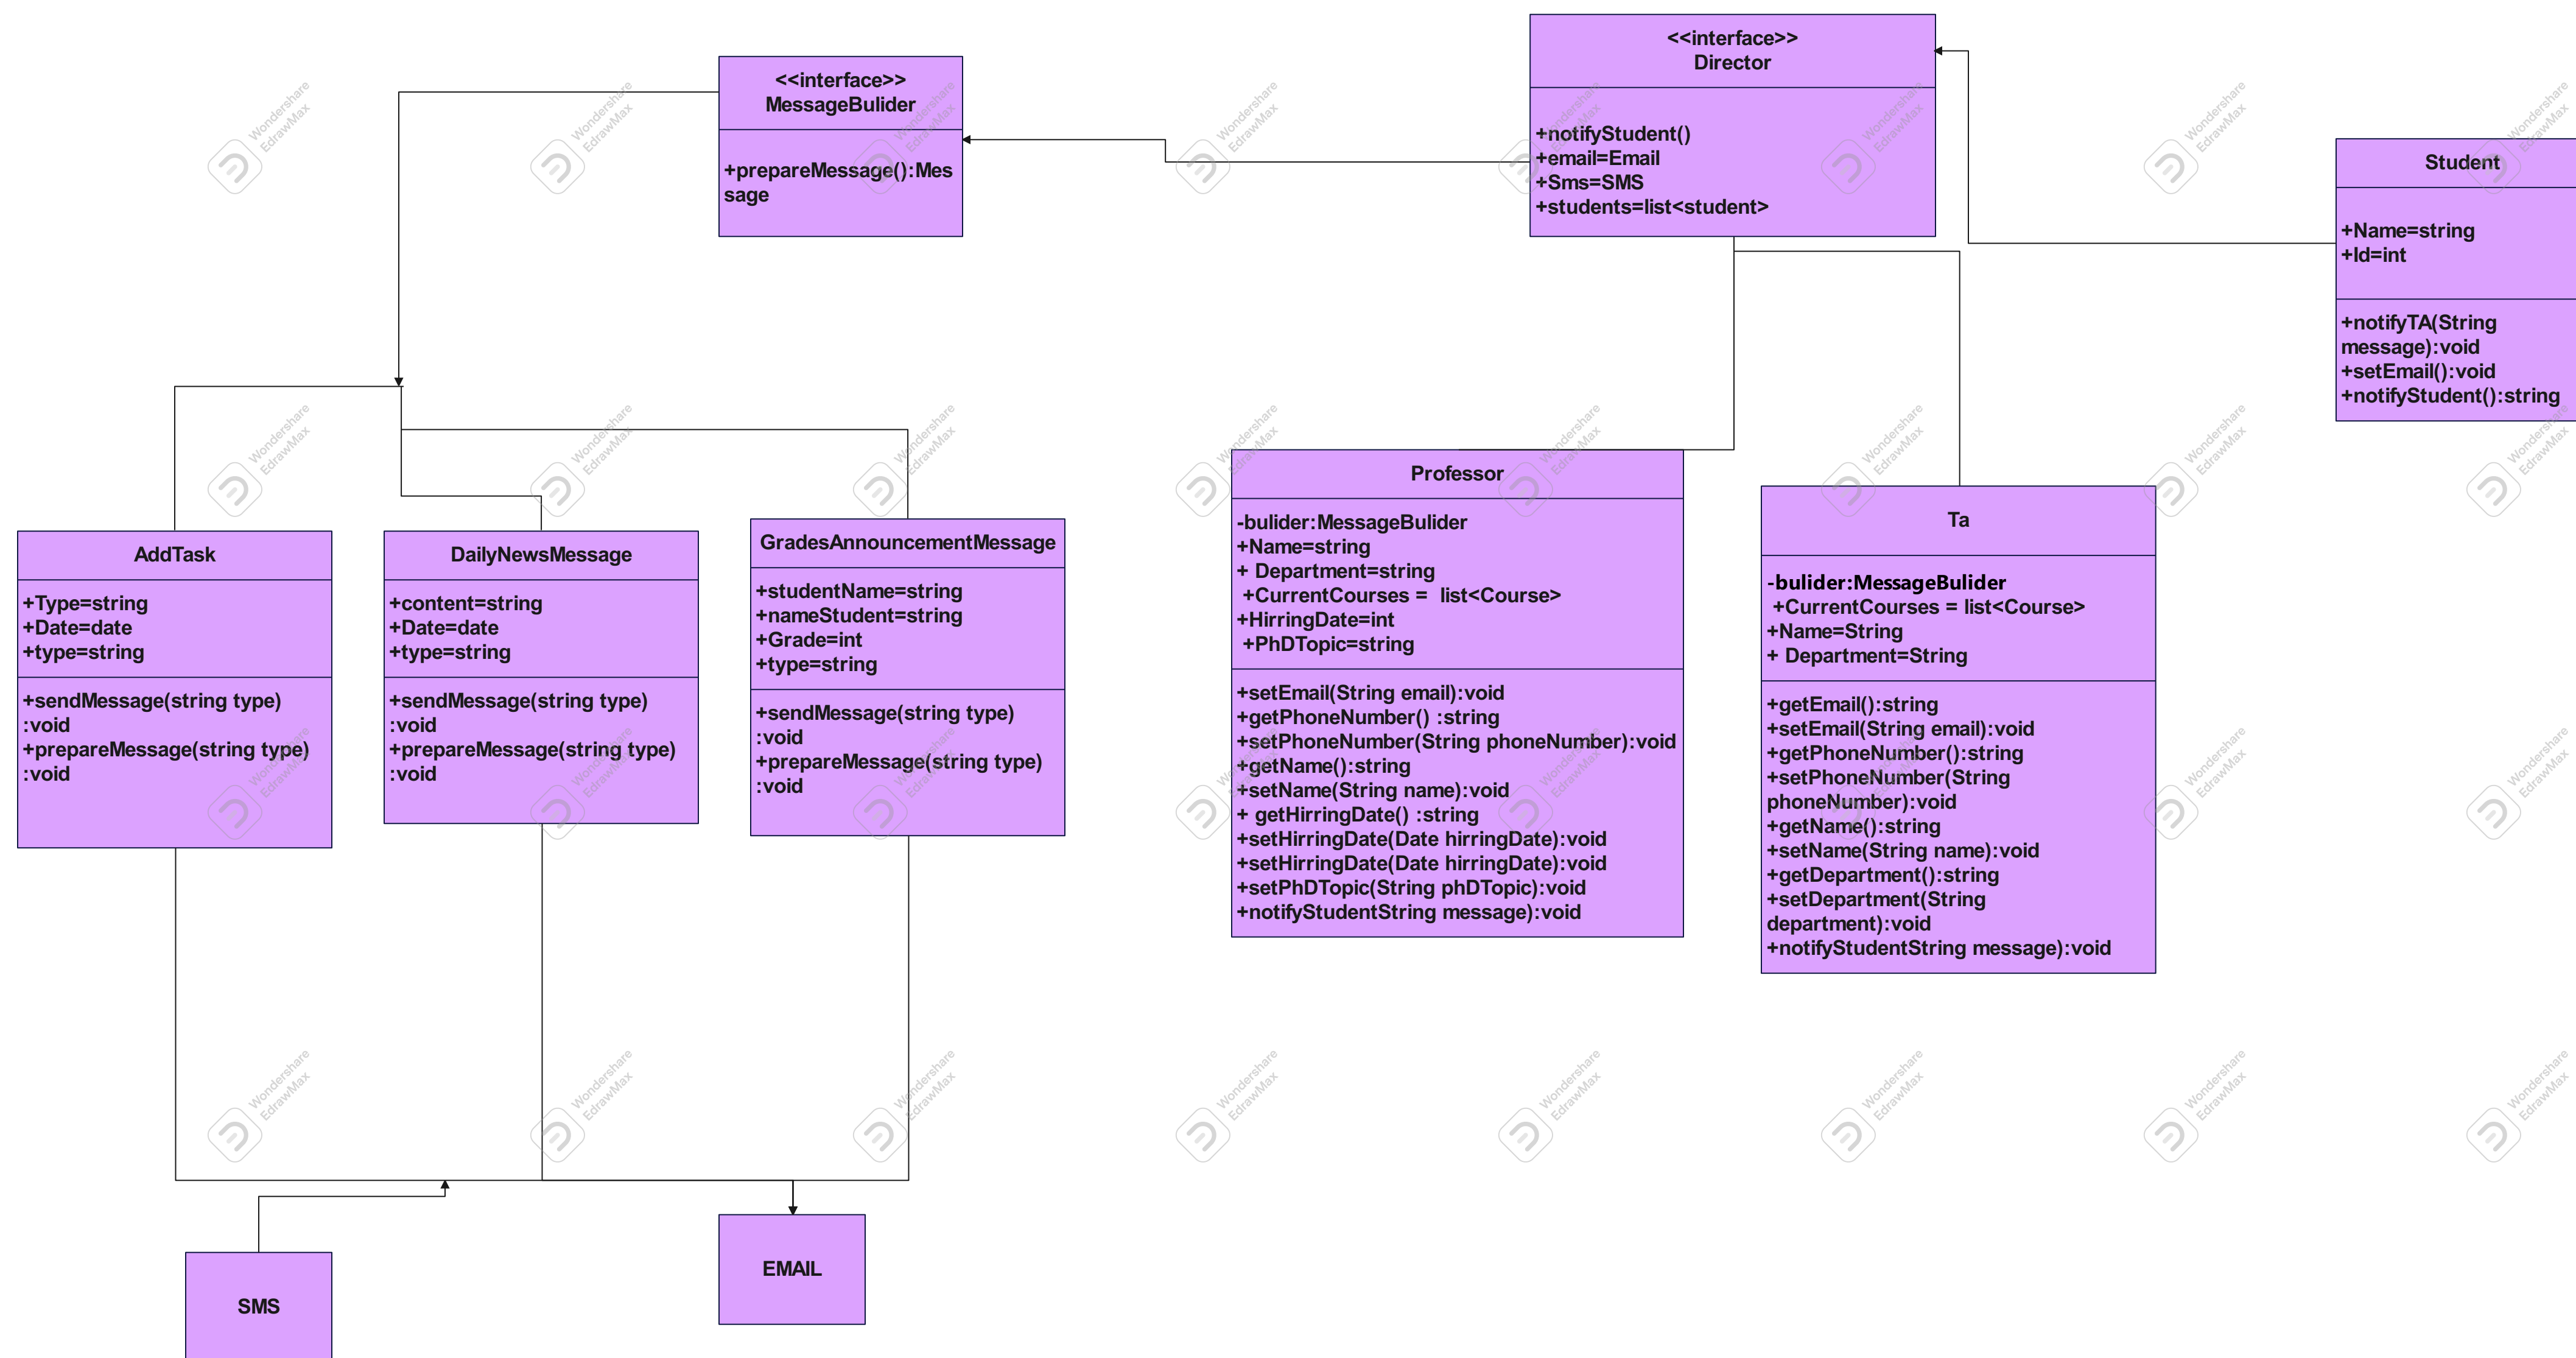 <<interface>>
MessageBulider
+prepareMessage():Mes
sage
<<interface>>
Director
+notifyStudent()
+email=Email
+Sms=SMS
+students=list<student>
Student
+Name=string
+Id=int
+notifyTA(String
message):void
+setEmail():void
+notifyStudent():string
AddTask
+Type=string
+Date=date
+type=string
+sendMessage(string type)
:void
+prepareMessage(string type)
:void
DailyNewsMessage
+content=string
+Date=date
+type=string
+sendMessage(string type)
:void
+prepareMessage(string type)
:void
GradesAnnouncementMessage
+studentName=string
+nameStudent=string
+Grade=int
+type=string
+sendMessage(string type)
:void
+prepareMessage(string type)
:void
Professor
-bulider:MessageBulider
+Name=string
+ Department=string
+CurrentCourses =  list<Course>
+HirringDate=int
+PhDTopic=string
+setEmail(String email):void
+getPhoneNumber() :string
+setPhoneNumber(String phoneNumber):void
+getName():string
+setName(String name):void
+ getHirringDate() :string
+setHirringDate(Date hirringDate):void
+setHirringDate(Date hirringDate):void
+setPhDTopic(String phDTopic):void
+notifyStudentString message):void
Ta
-bulider:MessageBulider
+CurrentCourses = list<Course>
+Name=String
+ Department=String
+getEmail():string
+setEmail(String email):void
+getPhoneNumber():string
+setPhoneNumber(String
phoneNumber):void
+getName():string
+setName(String name):void
+getDepartment():string
+setDepartment(String
department):void
+notifyStudentString message):void
SMS
EMAIL
Wondershare
EdrawMax